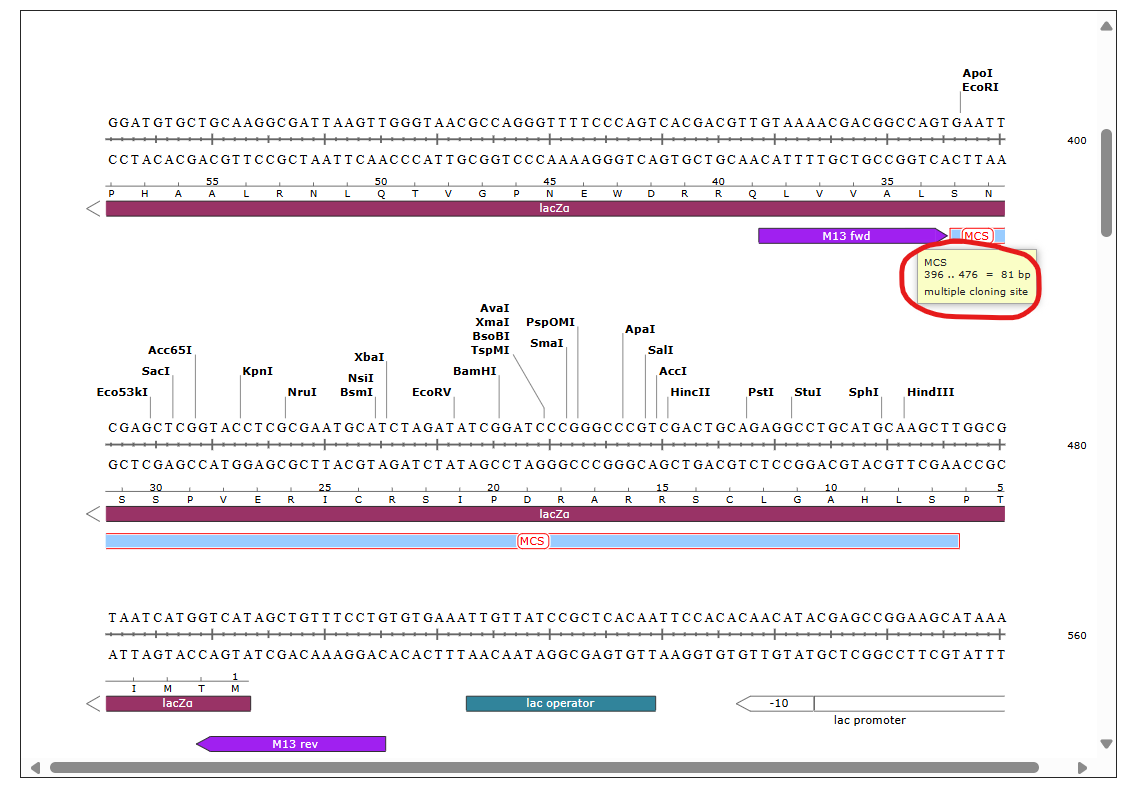 ApoI
EcoRI
GGATGTGCTGCAAGGCGATTAAGTTGGGTAACGCCAGGGTTTTCCCAGTCACGACGTTGTAAAACGACGGCCAGTGAATT
400
CCTACACGACGTTCCGCTAATTCAACCCATTGCGGTCCCAAAAGGGTCAGTGCTGCAACATTTTGCTGCCGGTCACTTAA
55 50 45 40 35
P H A A L R N L Q T V G P N E W D R R Q L V V A L S N
lacZα
M13 fwd MCS
MCS
396 .. 476 = 81 bp
multiple cloning site
AvaI
XmaI PspOMI
BsoBI ApaI
Acc65I TspMI SmaI SalI
XbaI
SacI KpnI NsiI BamHI AccI
Eco53kI NruI BsmI EcoRV HincII PstI StuI SphI HindIII
CGAGCTCGGTACCTCGCGAATGCATCTAGATATCGGATCCCGGGCCCGTCGACTGCAGAGGCCTGCATGCAAGCTTGGCG
480
GCTCGAGCCATGGAGCGCTTACGTAGATCTATAGCCTAGGGCCCGGGCAGCTGACGTCTCCGGACGTACGTTCGAACCGC
30 25 20 15 10 5
S S P V E R I C R S I P D R A R R S C L G A H L S P T
lacZα
MCS
TAATCATGGTCATAGCTGTTTCCTGTGTGAAATTGTTATCCGCTCACAATTCCACACAACATACGAGCCGGAAGCATAAA
560
ATTAGTACCAGTATCGACAAAGGACACACTTTAACAATAGGCGAGTGTTAAGGTGTGTTGTATGCTCGGCCTTCGTATTT
1
I M T M
lacZα lac operator -10
lac promoter
M13 rev